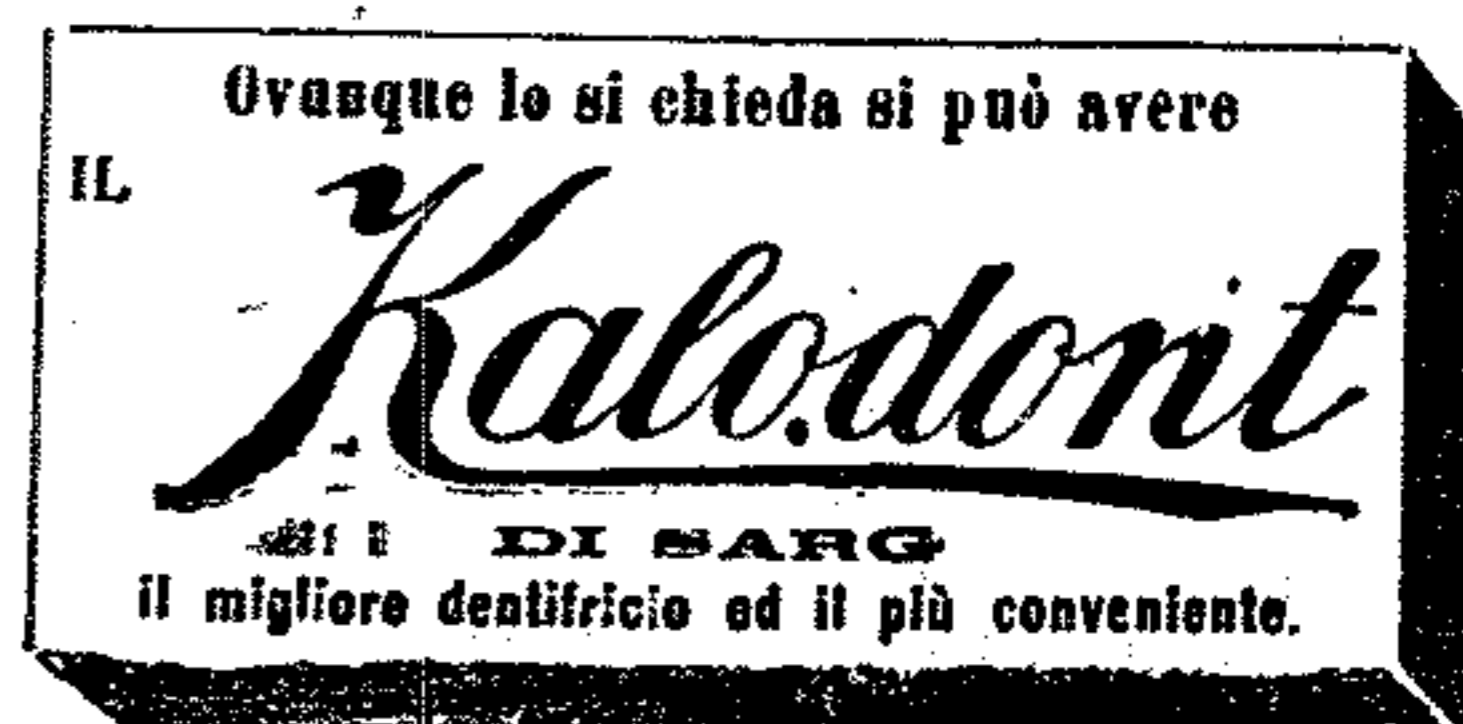 Ovunque lo si chieda si può avere
IL
Kalodont
DI SARG
il migliore dentifricio ed il più conveniente.